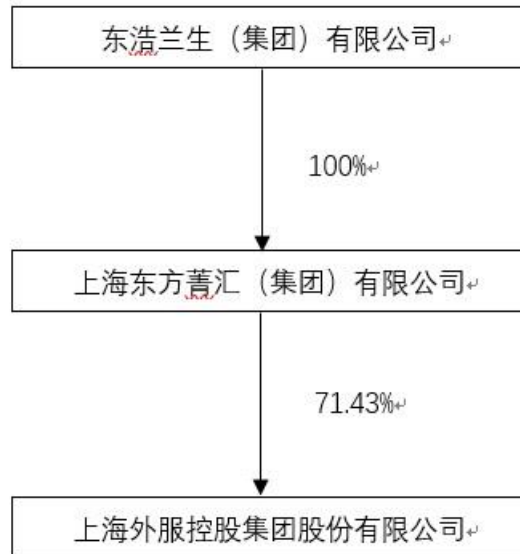 东浩兰生（集团）有限公司
100%
上海东方菁汇（集团）有限公司
71.43%
上海外服控股集团股份有限公司